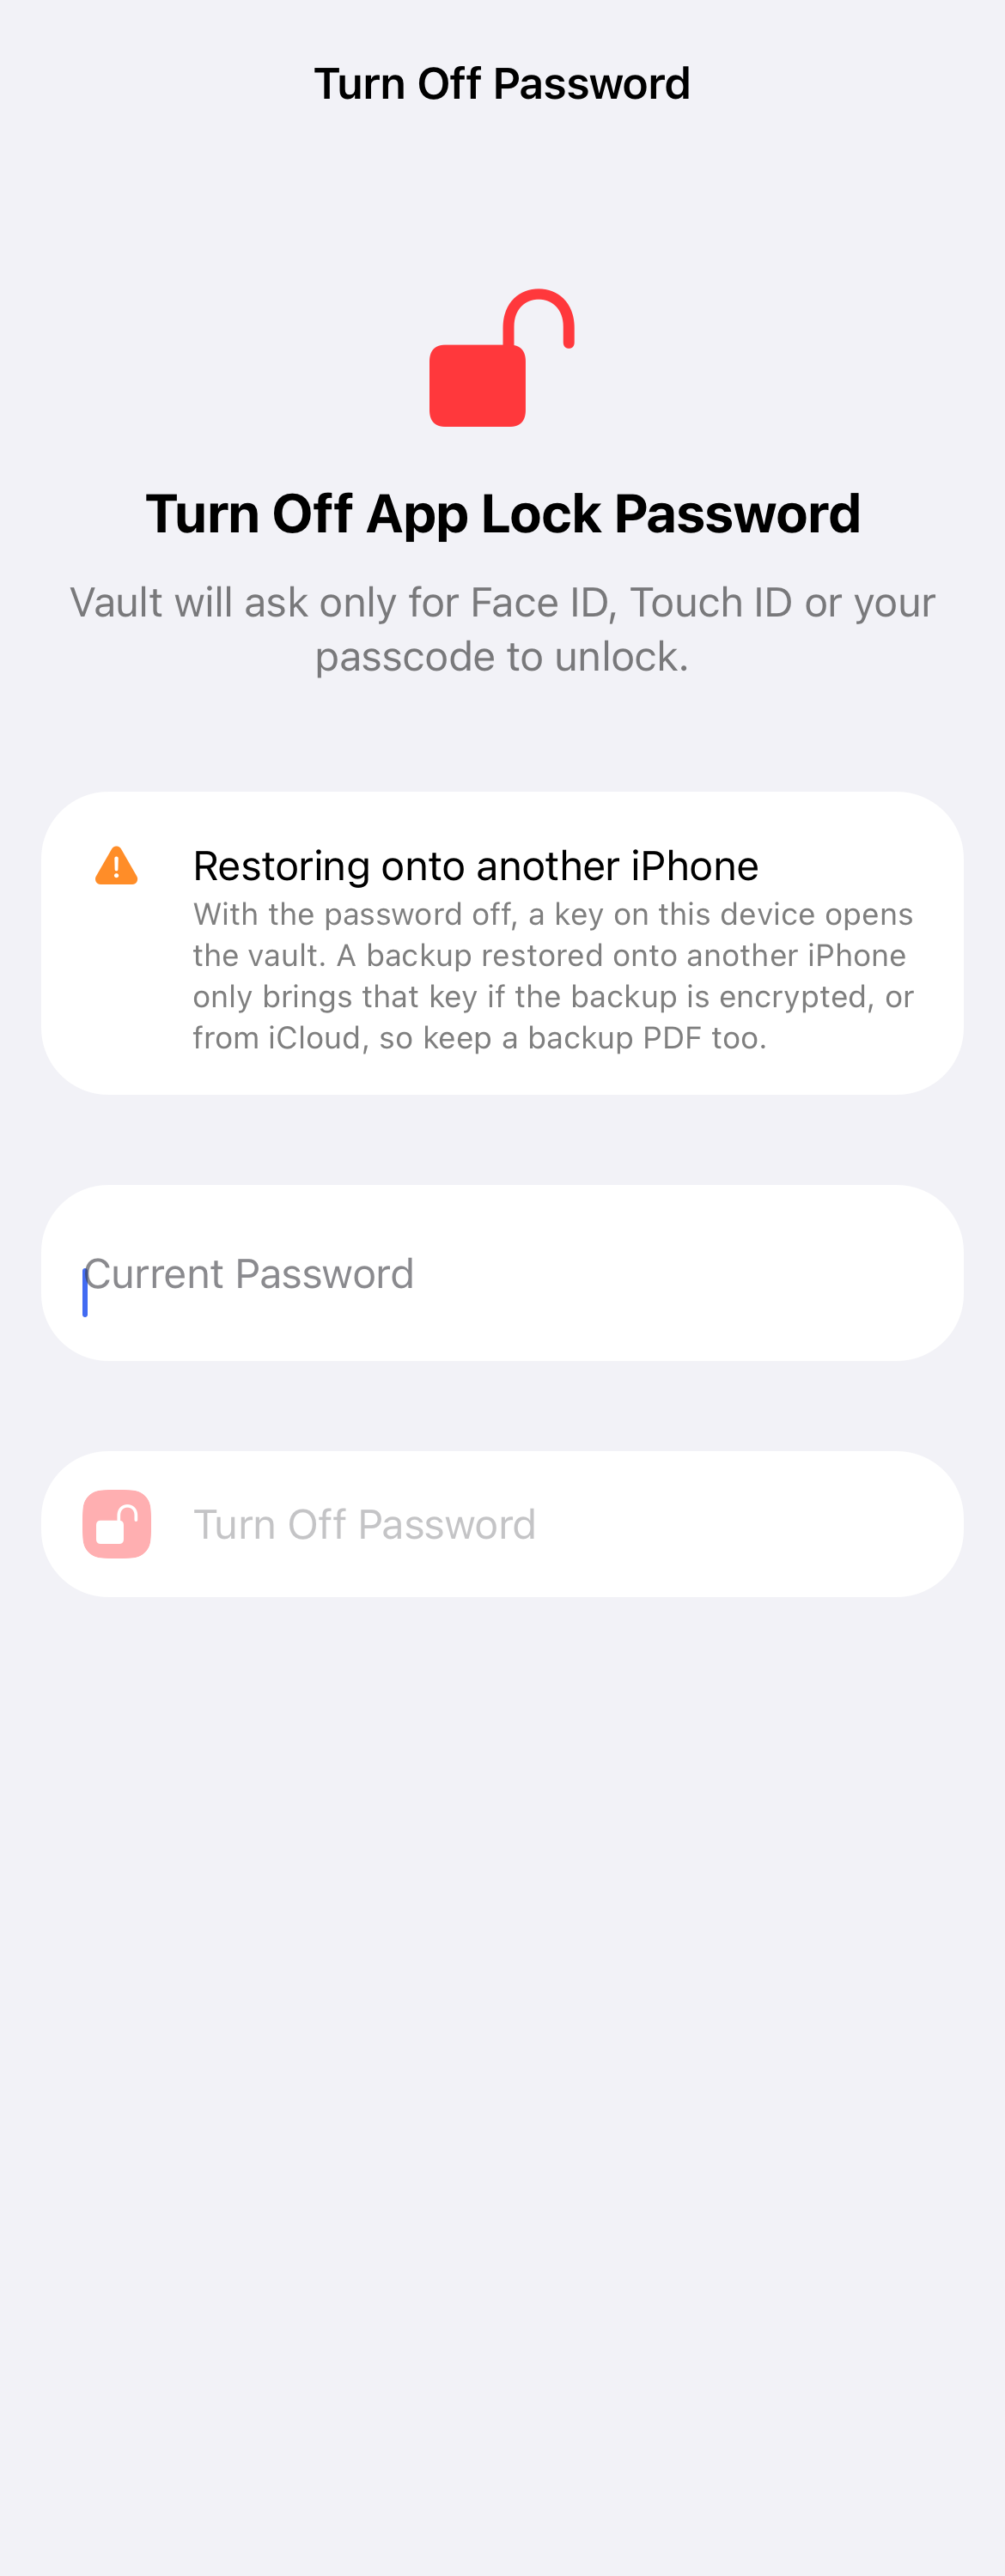 Turn Off Password
Turn Off App Lock Password
Vault will ask only for Face ID, Touch ID or your
passcode to unlock.
Restoring onto another iPhone
With the password off, a key on this device opens
the vault. A backup restored onto another iPhone
only brings that key if the backup is encrypted, or
from iCloud, so keep a backup PDF too.
Current Password
Turn Off Password